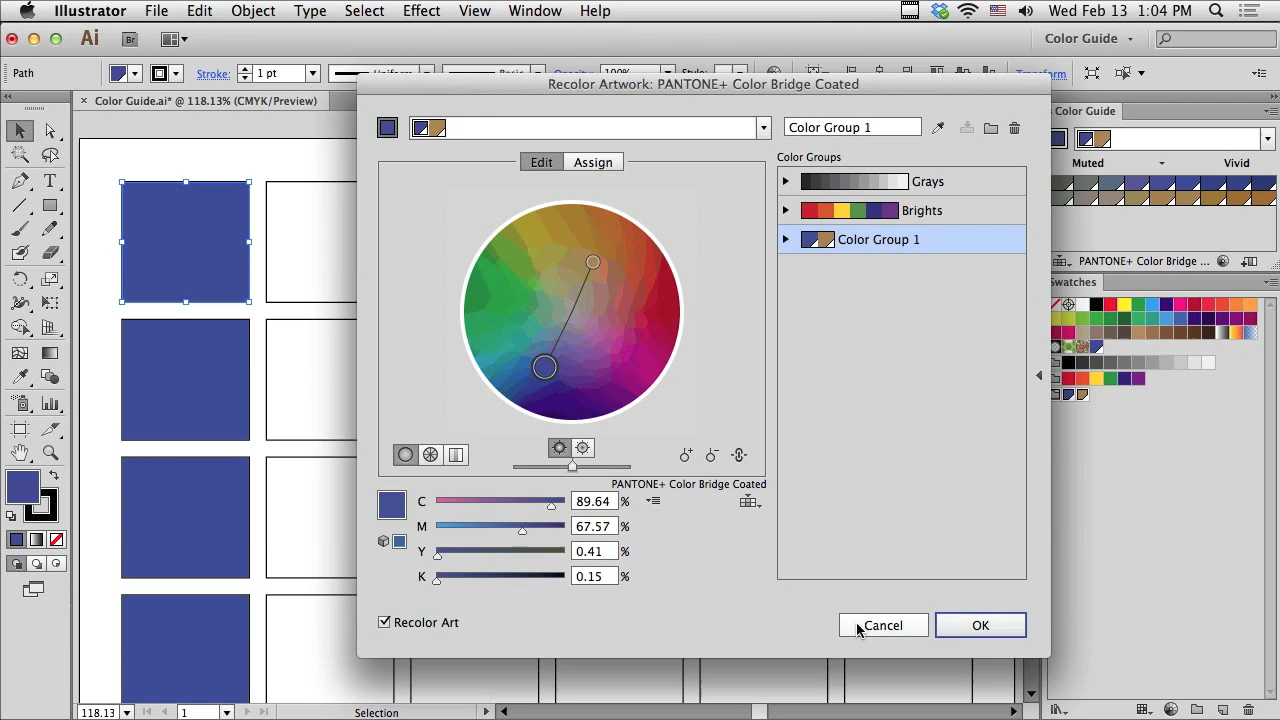 Illustrator File Edit Object Type Select Effect View Window Help Wed Feb 13 1:04 PM
Ai Br Color Guide
Path Stroke: 1 pt Uniform Basic Opacity: 100% Style: Transform
Recolor Artwork: PANTONE+ Color Bridge Coated
× Color Guide.ai* @ 118.13% (CMYK/Preview)
Color Guide
Color Group 1
Edit Assign
Color Groups
Muted Vivid
Grays
Brights
Color Group 1
PANTONE+ Color Bridge ...
Swatches
PANTONE+ Color Bridge Coated
C 89.64 %
M 67.57 %
Y 0.41 %
K 0.15 %
Recolor Art
Cancel OK
118.13 1 Selection